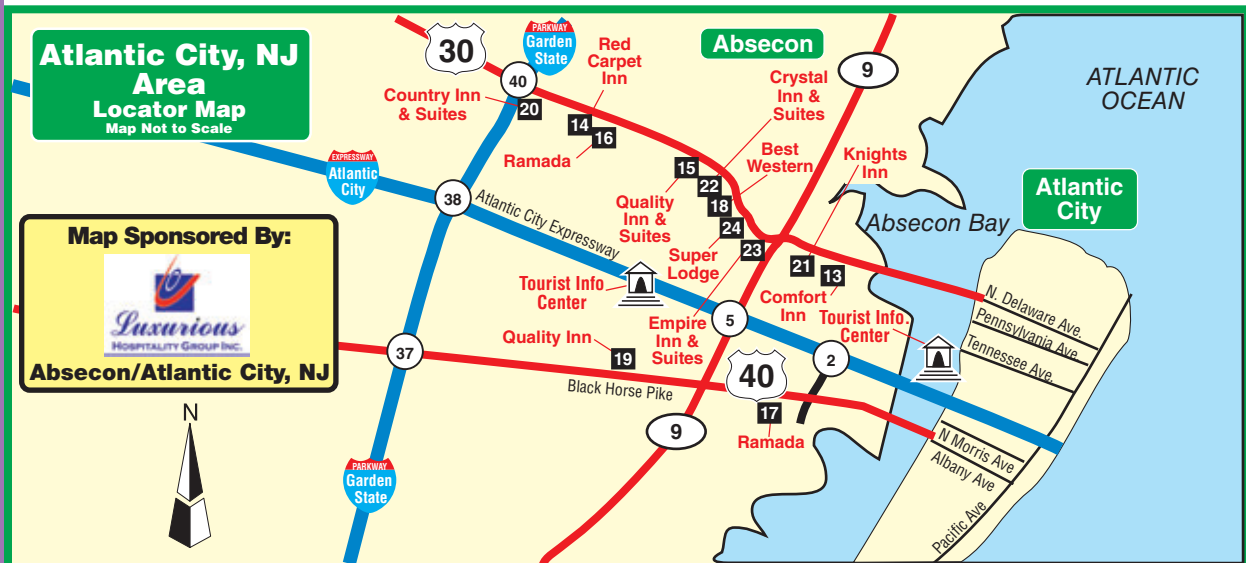 Atlantic City, NJ
Area
Locator Map
Map Not to Scale
30
PARKWAY
Garden
State
40
Red
Carpet
Inn
Absecon
9
Crystal
Inn &
Suites
ATLANTIC
OCEAN
Country Inn
& Suites
20
14
16
Ramada
Best
Western
Knights
Inn
EXPRESSWAY
Atlantic
City
38
Atlantic City Expressway
15
22
18
24
23
Quality
Inn &
Suites
Super
Lodge
Absecon Bay
Atlantic
City
Map Sponsored By:
Luxurious
HOSPITALITY GROUP INC.
Absecon/Atlantic City, NJ
Tourist Info
Center
21
13
Comfort
Inn
Tourist Info.
Center
N. Delaware Ave.
Pennsylvania Ave.
Tennessee Ave.
5
2
Empire
Inn &
Suites
Quality Inn
19
37
Black Horse Pike
40
17
Ramada
9
N Morris Ave
Albany Ave
Pacific Ave
N
PARKWAY
Garden
State